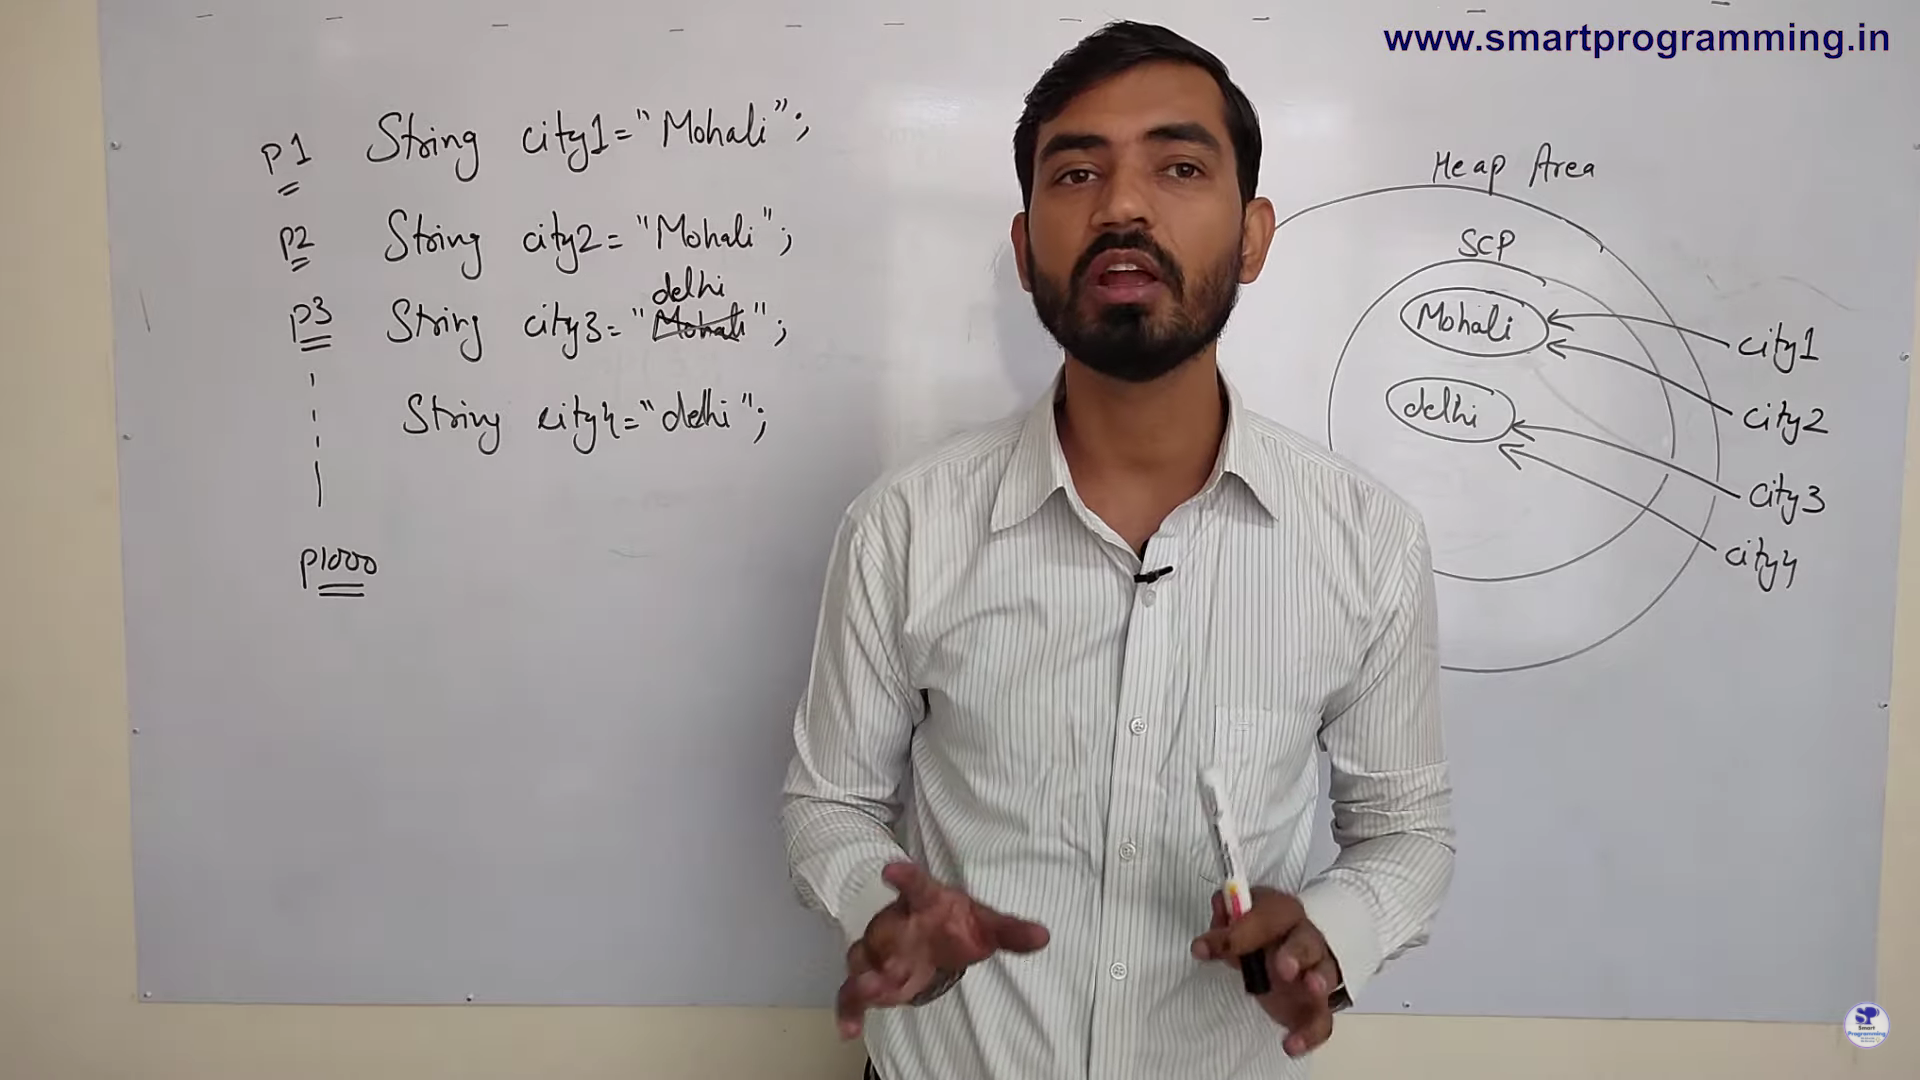 www.smartprogramming.in
p1 String city1="Mohali";
p2 String city2="Mohali";
delhi
p3 String city3="Mohali";
String city4="delhi";
p1000
Heap Area
SCP
Mohali
delhi
city1
city2
city3
city4
SP
Smart
Programming